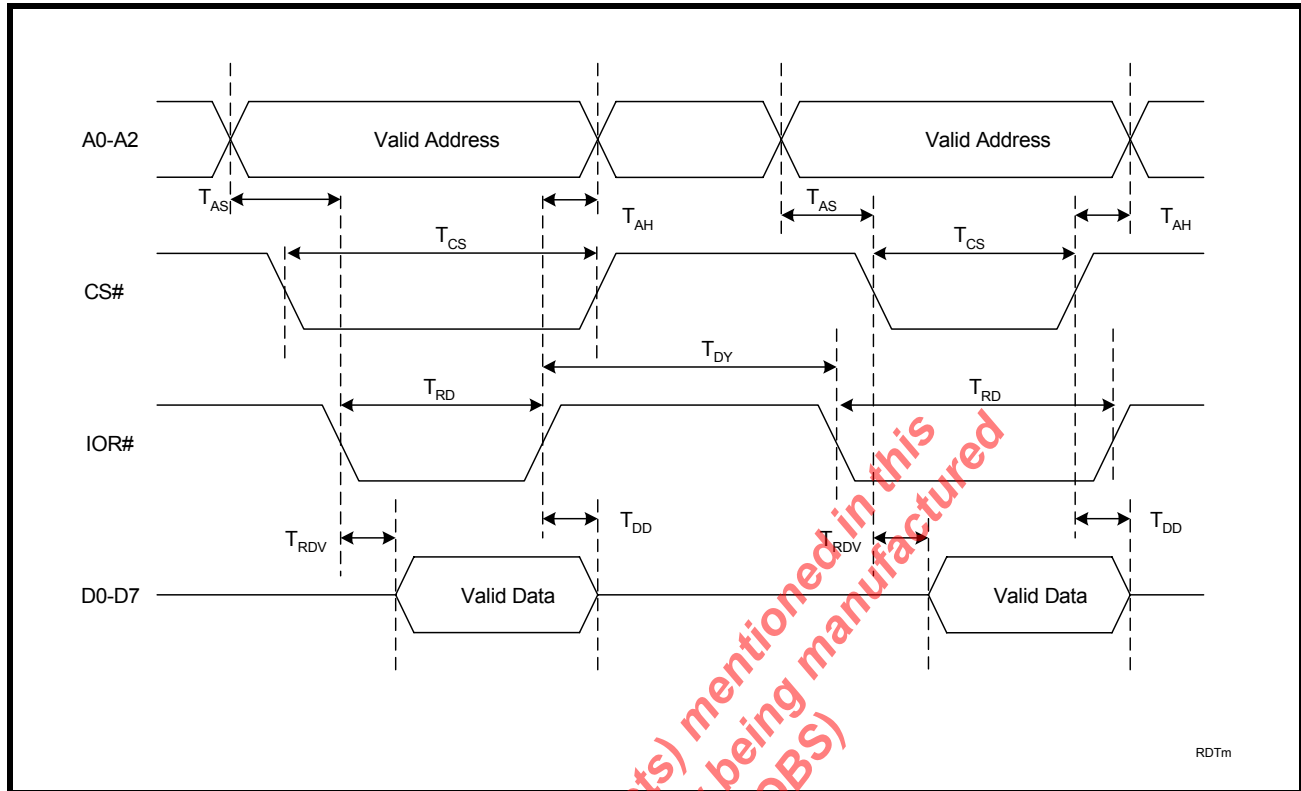 A0-A2
Valid Address
Valid Address
TAS
TAH
TAS
TAH
TCS
TCS
CS#
TDY
TRD
TRD
IOR#
TRDV
TDD
TRDV
TDD
D0-D7
Valid Data
Valid Data
mentioned in this
being manufactured
OBS)
RDTm